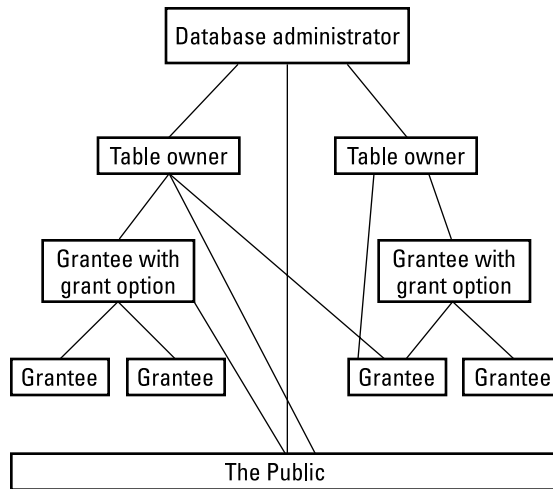 Database administrator
Table owner
Table owner
Grantee with
grant option
Grantee with
grant option
Grantee
Grantee
Grantee
Grantee
The Public